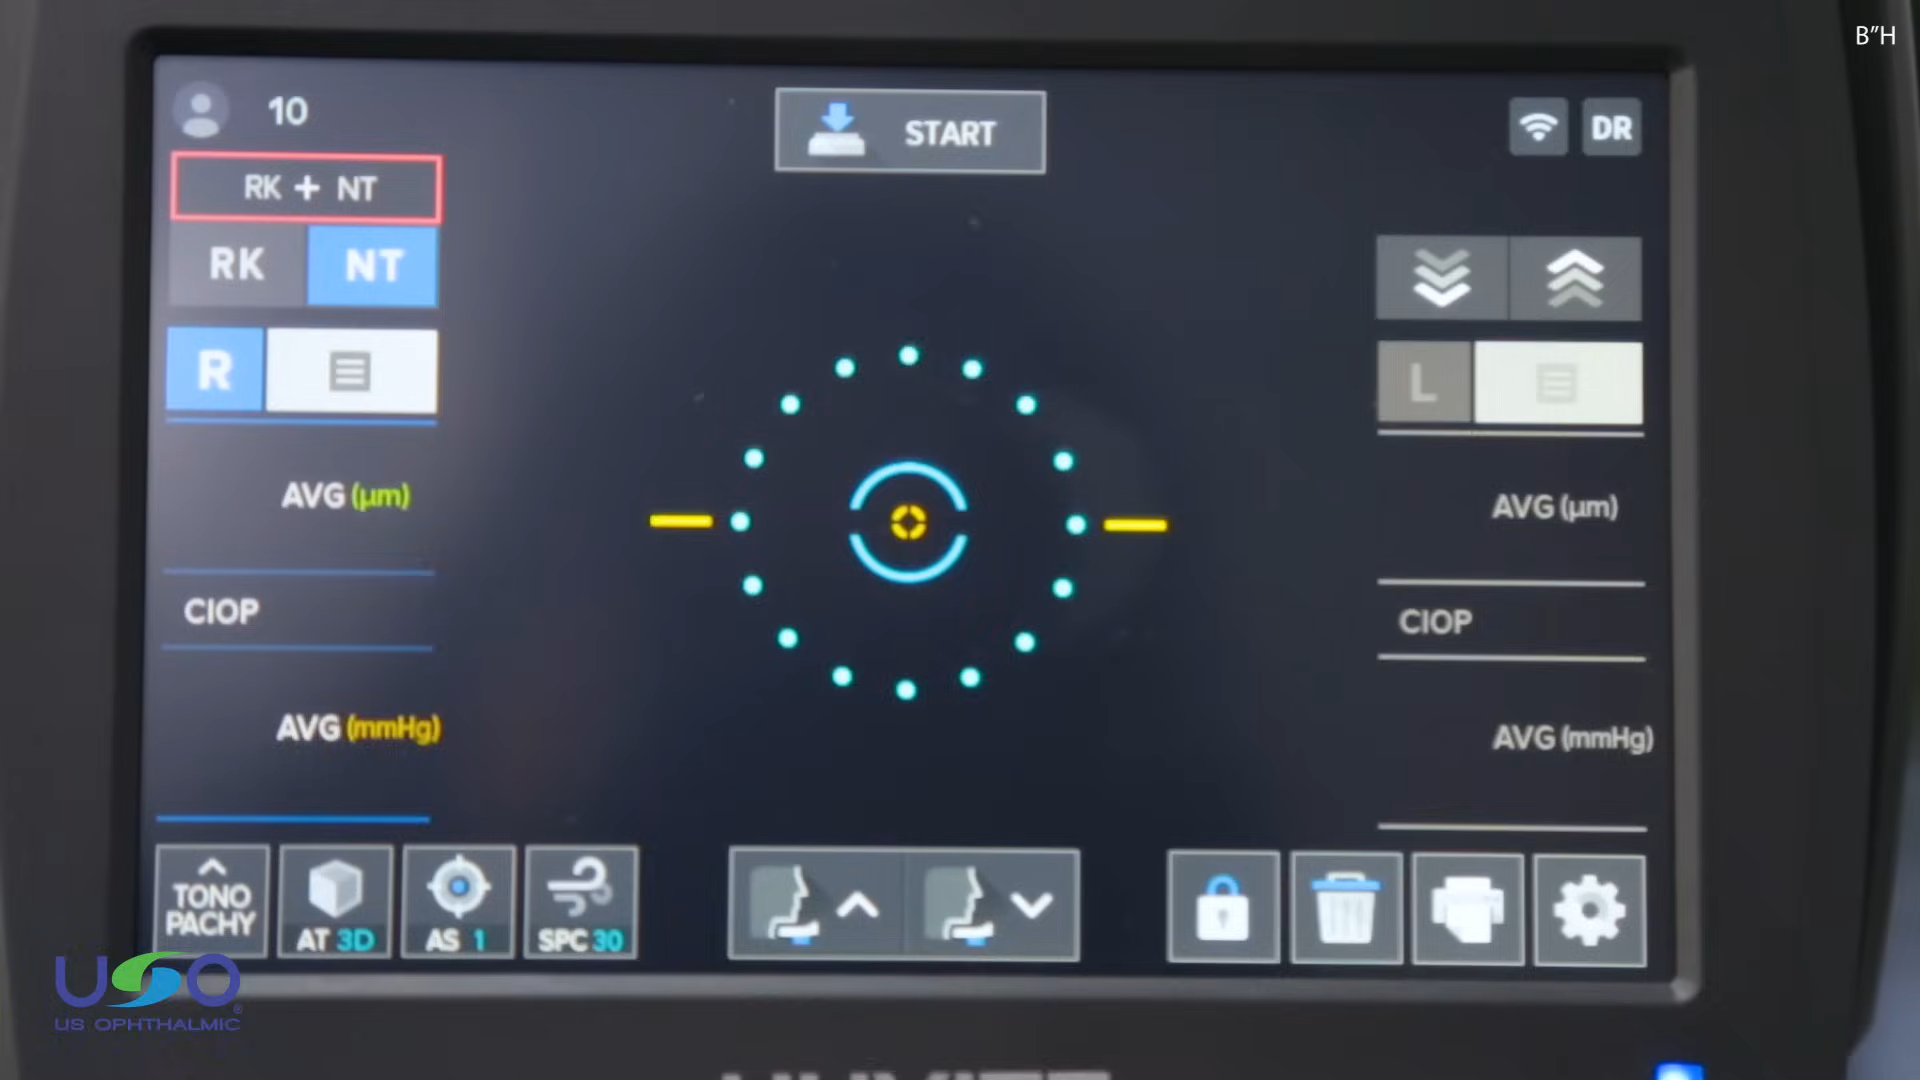 B"H
10
START
DR
RK + NT
RK NT
R
L
AVG (µm)
AVG (µm)
CIOP
CIOP
AVG (mmHg)
AVG (mmHg)
TONO
PACHY
AT 3D
AS 1
SPC 30
USO
US OPHTHALMIC